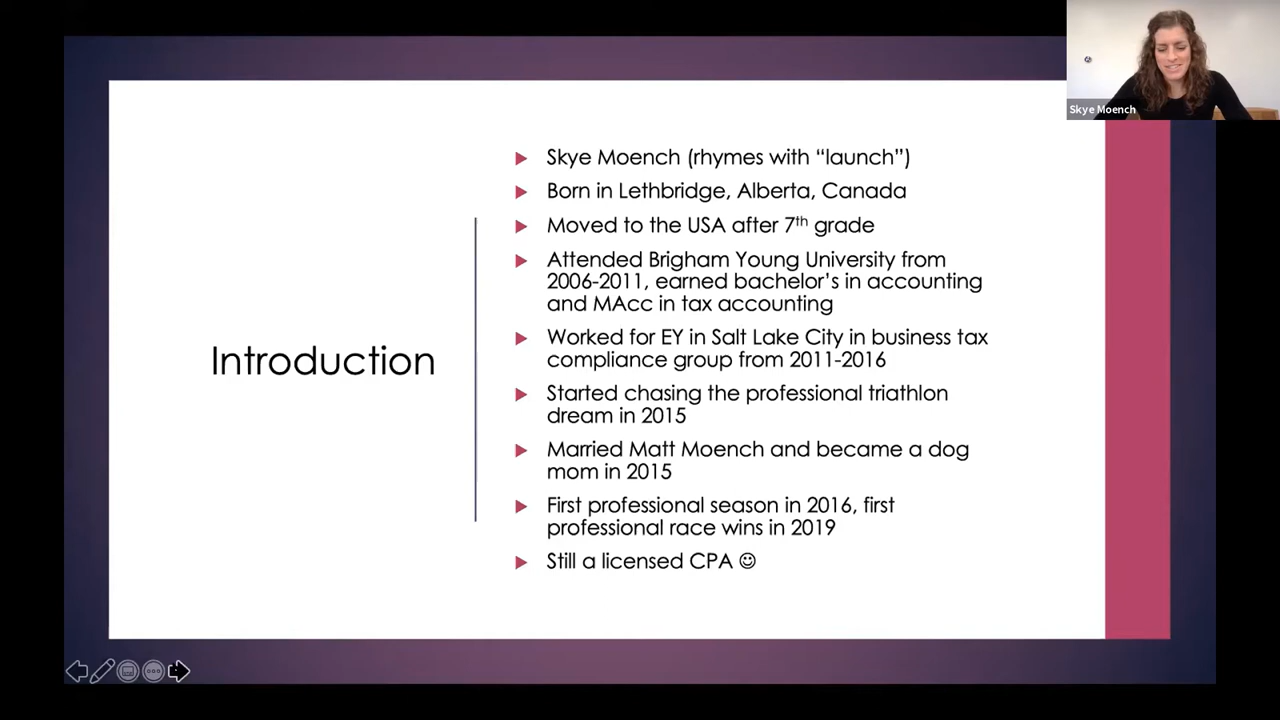 Skye Moench
Introduction
Skye Moench (rhymes with “launch”)
Born in Lethbridge, Alberta, Canada
Moved to the USA after 7th grade
Attended Brigham Young University from
2006-2011, earned bachelor’s in accounting
and MAcc in tax accounting
Worked for EY in Salt Lake City in business tax
compliance group from 2011-2016
Started chasing the professional triathlon
dream in 2015
Married Matt Moench and became a dog
mom in 2015
First professional season in 2016, first
professional race wins in 2019
Still a licensed CPA ☺